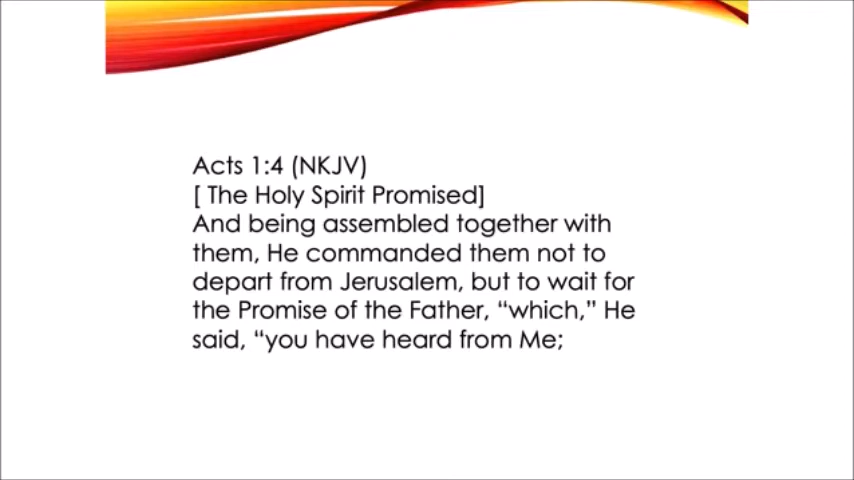 Acts 1:4 (NKJV)
[ The Holy Spirit Promised]
And being assembled together with
them, He commanded them not to
depart from Jerusalem, but to wait for
the Promise of the Father, “which,” He
said, “you have heard from Me;